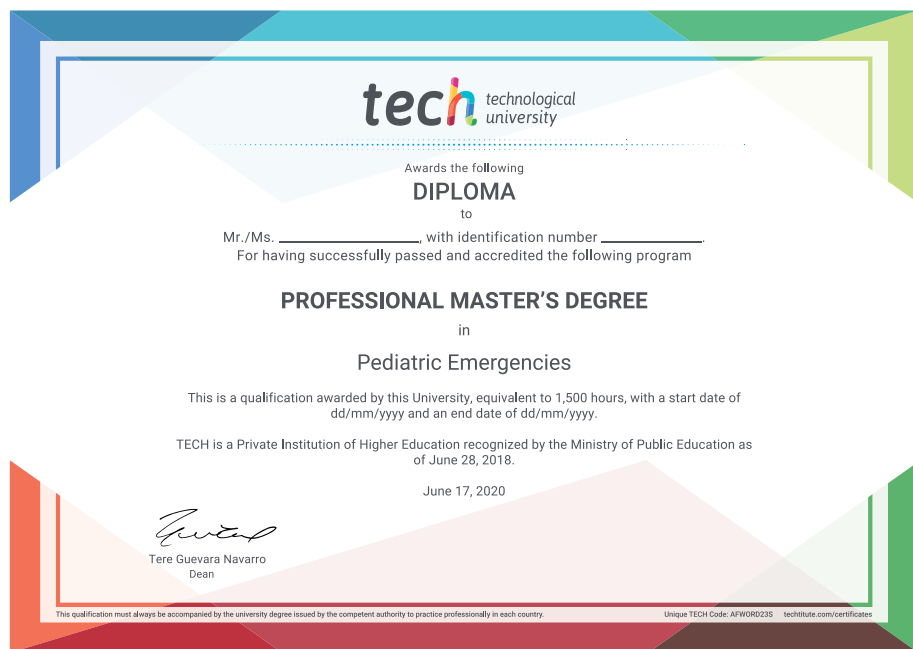 tech technological
university
Awards the following
DIPLOMA
to
Mr./Ms. ____________________, with identification number ______________.
For having successfully passed and accredited the following program
PROFESSIONAL MASTER'S DEGREE
in
Pediatric Emergencies
This is a qualification awarded by this University, equivalent to 1,500 hours, with a start date of
dd/mm/yyyy and an end date of dd/mm/yyyy.
TECH is a Private Institution of Higher Education recognized by the Ministry of Public Education as
of June 28, 2018.
June 17, 2020
Tere Guevara Navarro
Dean
This qualification must always be accompanied by the university degree issued by the competent authority to practice professionally in each country. Unique TECH Code: AFWORD23S techtitute.com/certificates